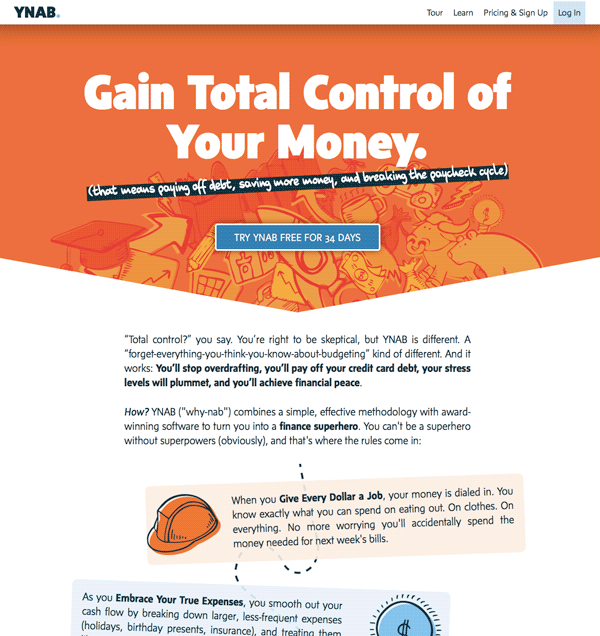 YNAB.
Tour Learn Pricing & Sign Up Log In
Gain Total Control of
Your Money.
(that means paying off debt, saving more money, and breaking the paycheck cycle)
TRY YNAB FREE FOR 34 DAYS
"Total control?" you say. You're right to be skeptical, but YNAB is different. A
"forget-everything-you-think-you-know-about-budgeting" kind of different. And it
works: You'll stop overdrafting, you'll pay off your credit card debt, your stress
levels will plummet, and you'll achieve financial peace.
How? YNAB ("why-nab") combines a simple, effective methodology with award-
winning software to turn you into a finance superhero. You can't be a superhero
without superpowers (obviously), and that's where the rules come in:
When you Give Every Dollar a Job, your money is dialed in. You
know exactly what you can spend on eating out. On clothes. On
everything. No more worrying you'll accidentally spend the
money needed for next week's bills.
As you Embrace Your True Expenses, you smooth out your
cash flow by breaking down larger, less-frequent expenses
(holidays, birthday presents, insurance), and treating them
$